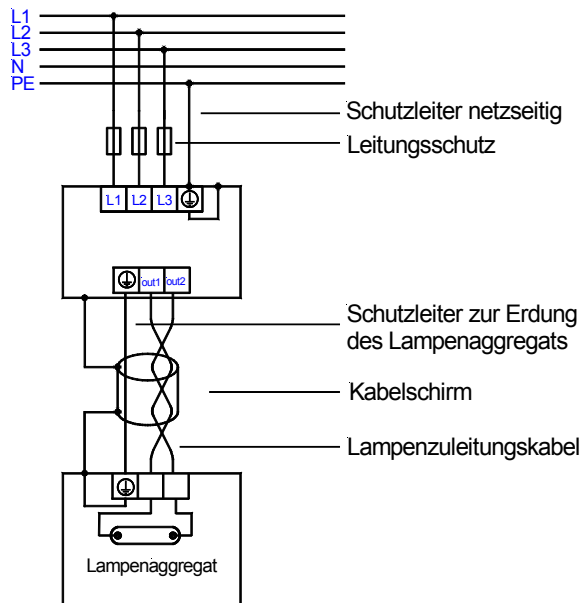 L1
L2
L3
N
PE
Schutzleiter netzseitig
Leitungsschutz
L1 L2 L3
out1 out2
Schutzleiter zur Erdung
des Lampenaggregats
Kabelschirm
Lampenzuleitungskabel
Lampenaggregat